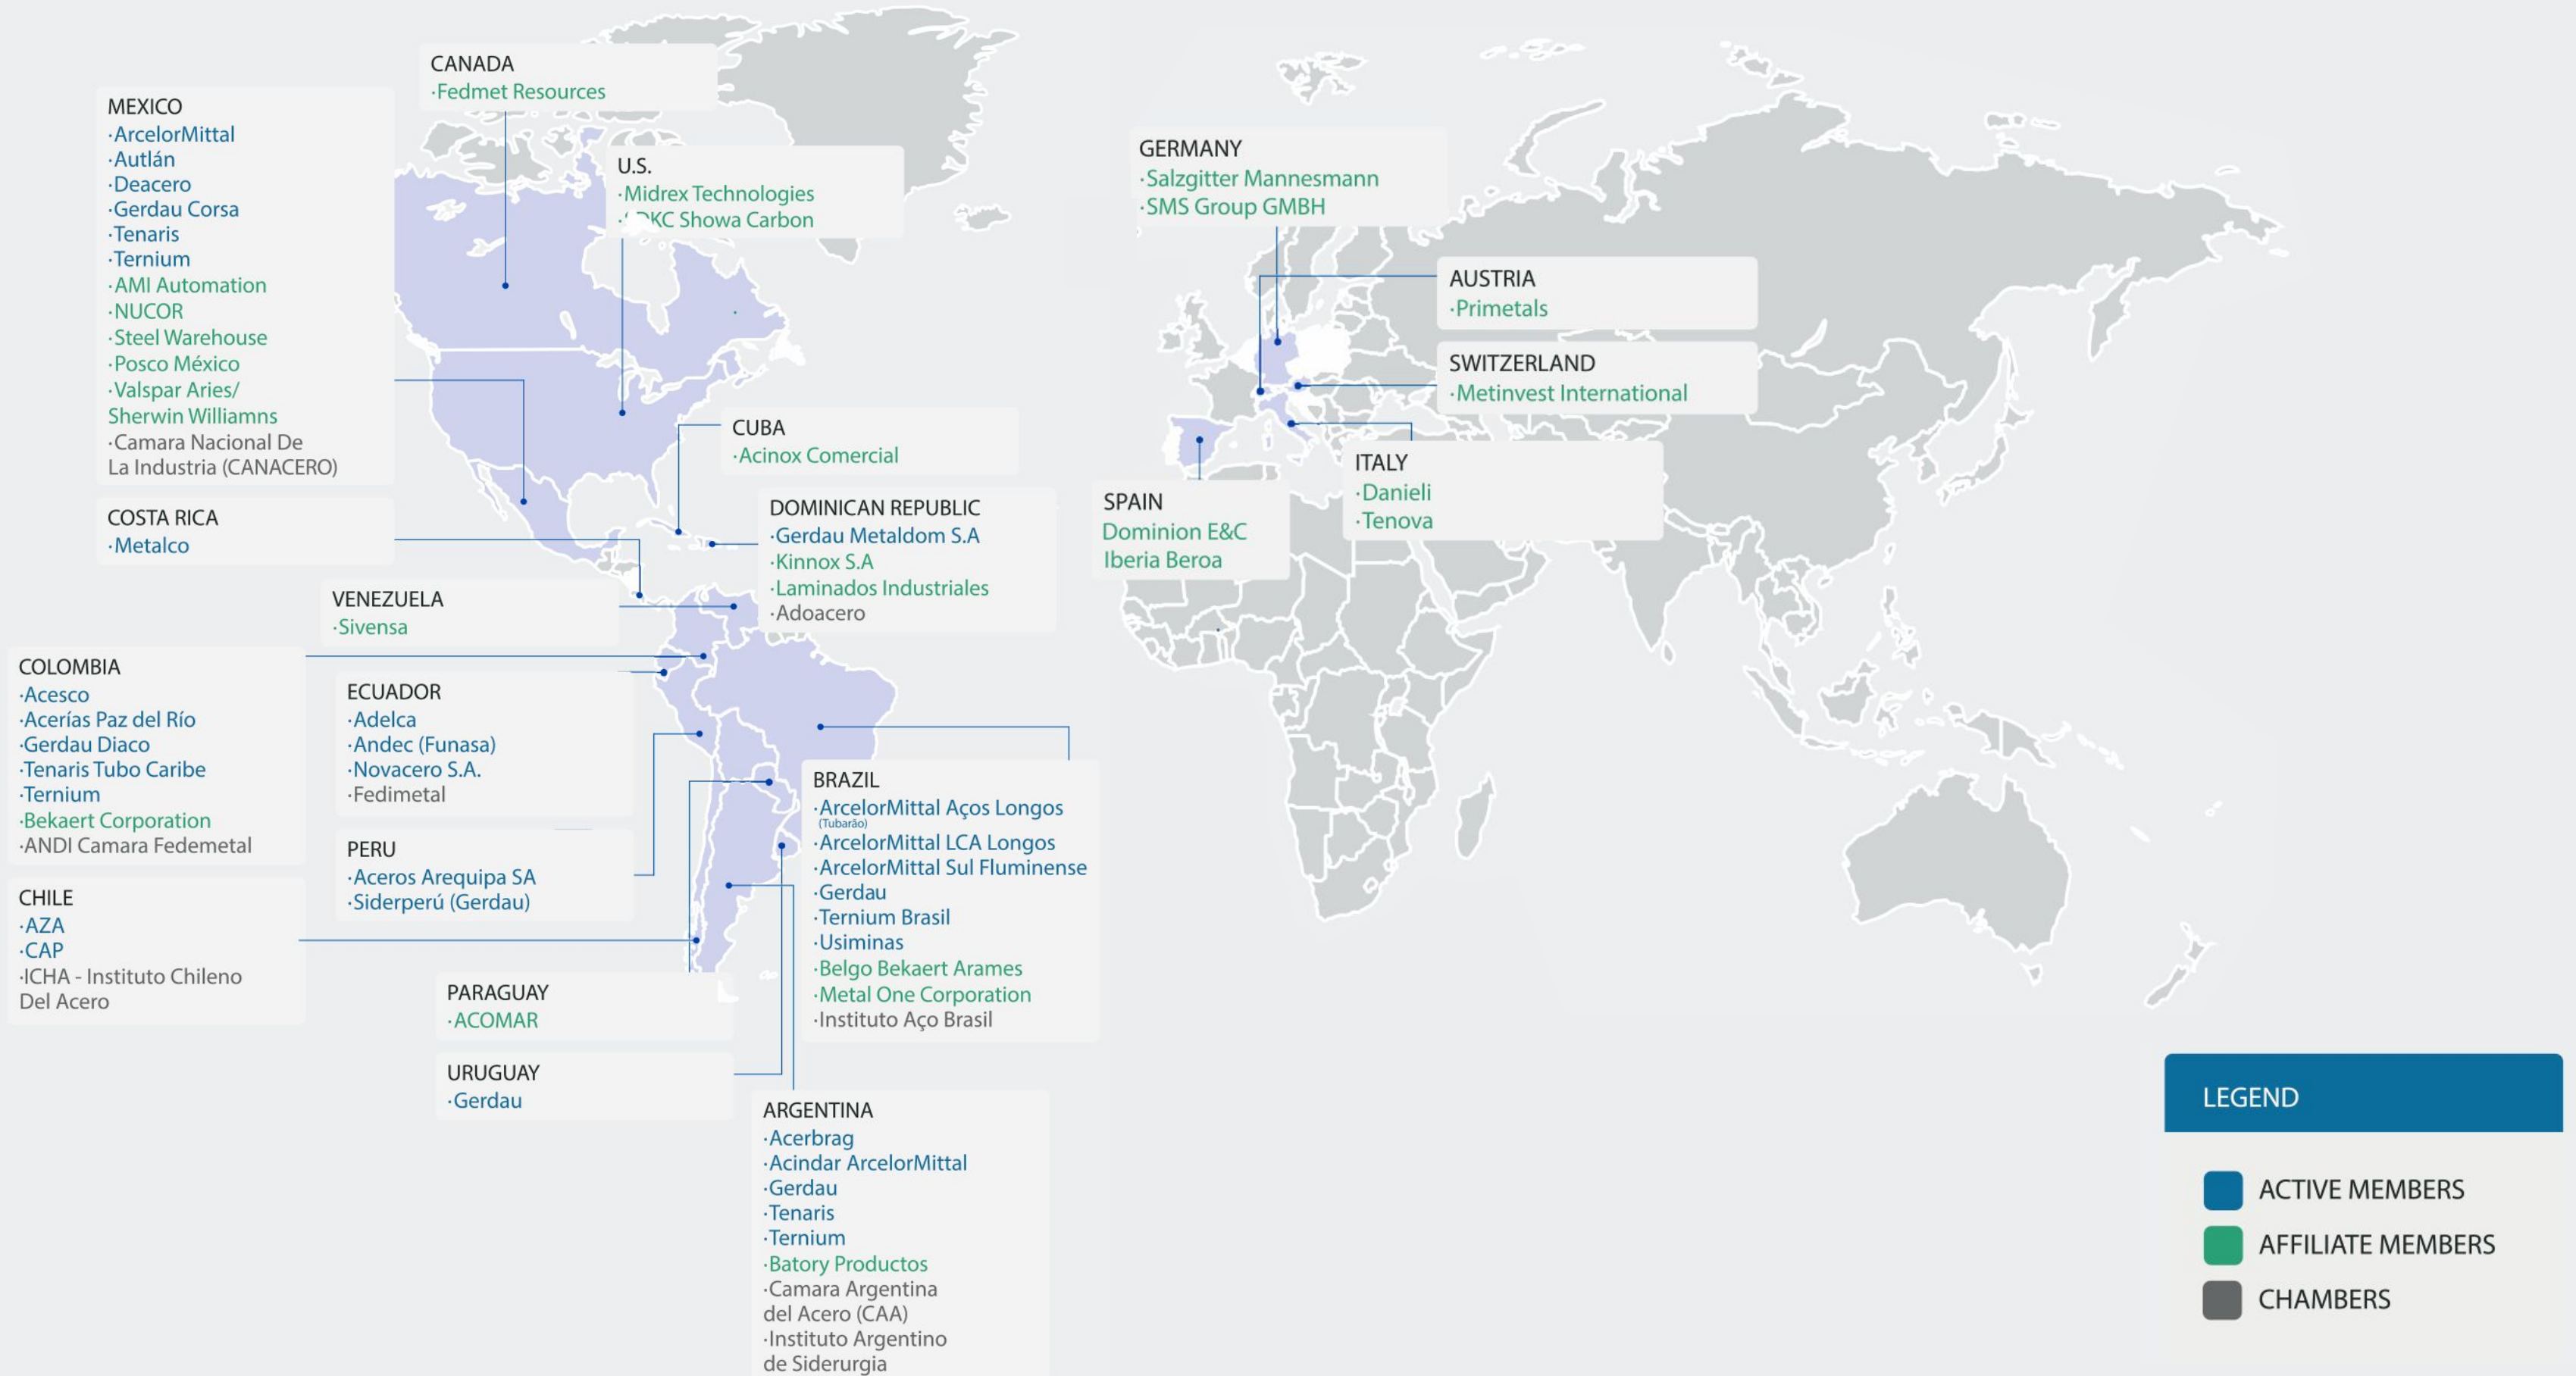 CANADA
·Fedmet Resources
MEXICO
·ArcelorMittal
·Autlán
·Deacero
·Gerdau Corsa
·Tenaris
·Ternium
·AMI Automation
·NUCOR
·Steel Warehouse
·Posco México
·Valspar Aries/
Sherwin Williamns
·Camara Nacional De
La Industria (CANACERO)
U.S.
·Midrex Technologies
Showa Carbon
GERMANY
·Salzgitter Mannesmann
·SMS Group GMBH
AUSTRIA
·Primetals
SWITZERLAND
·Metinvest International
CUBA
·Acinox Comercial
ITALY
·Danieli
·Tenova
SPAIN
Dominion E&C
Iberia Beroa
COSTA RICA
·Metalco
DOMINICAN REPUBLIC
·Gerdau Metaldom S.A
·Kinnox S.A
·Laminados Industriales
·Adoacero
VENEZUELA
·Sivensa
COLOMBIA
·Acesco
·Acerías Paz del Río
·Gerdau Diaco
·Tenaris Tubo Caribe
·Ternium
·Bekaert Corporation
·ANDI Camara Fedemetal
ECUADOR
·Adelca
·Andec (Funasa)
·Novacero S.A.
·Fedimetal
PERU
·Aceros Arequipa SA
·Siderperú (Gerdau)
BRAZIL
·ArcelorMittal Aços Longos
(Tubarão)
·ArcelorMittal LCA Longos
·ArcelorMittal Sul Fluminense
·Gerdau
·Ternium Brasil
·Usiminas
·Belgo Bekaert Arames
·Metal One Corporation
·Instituto Aço Brasil
CHILE
·AZA
·CAP
·ICHA - Instituto Chileno
Del Acero
PARAGUAY
·ACOMAR
URUGUAY
·Gerdau
ARGENTINA
·Acerbrag
·Acindar ArcelorMittal
·Gerdau
·Tenaris
·Ternium
·Batory Productos
·Camara Argentina
del Acero (CAA)
·Instituto Argentino
de Siderurgia
LEGEND
ACTIVE MEMBERS
AFFILIATE MEMBERS
CHAMBERS